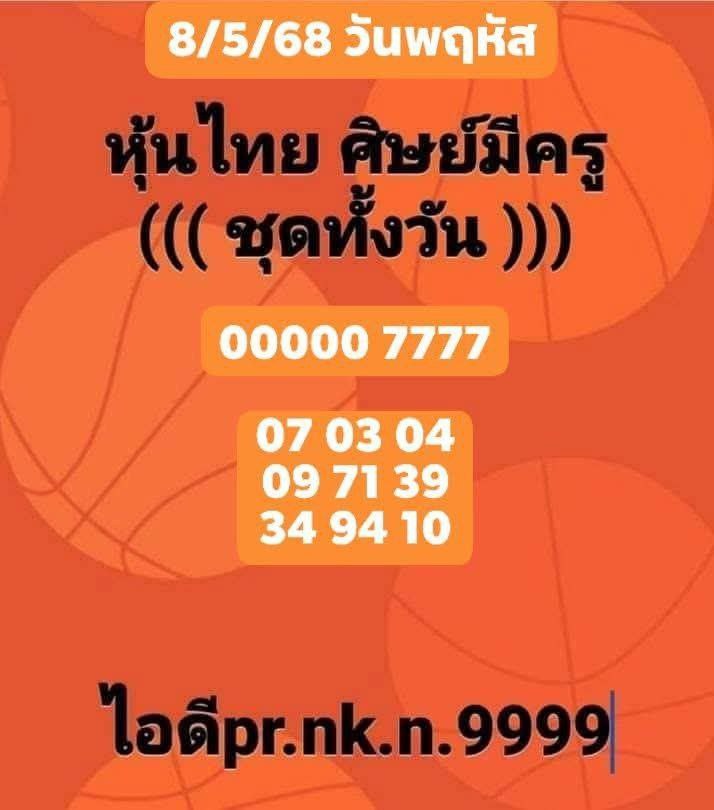 8/5/68 วันพฤหัส
หุ้นไทย ศิษย์มีครู
((( ชุดทั้งวัน )))
00000 7777
07 03 04
09 71 39
34 94 10
ไอดีpr.nk.n.9999